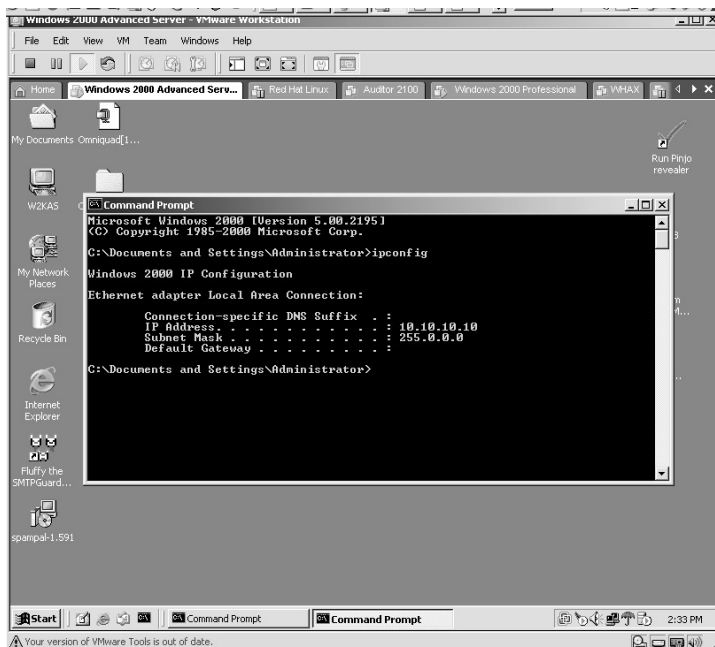 Windows 2000 Advanced Server - VMware Workstation
File Edit View VM Team Windows Help
Home Windows 2000 Advanced Serv... Red Hat Linux Auditor 2100 Windows 2000 Professional WHAX
My Documents Omniquad[1...
Run Pinjo
revealer
W2KAS
Command Prompt
Microsoft Windows 2000 [Version 5.00.2195]
(C) Copyright 1985-2000 Microsoft Corp.
C:\Documents and Settings\Administrator>ipconfig
Windows 2000 IP Configuration
Ethernet adapter Local Area Connection:
Connection-specific DNS Suffix . :
IP Address. . . . . . . . . . . . : 10.10.10.10
Subnet Mask . . . . . . . . . . . : 255.0.0.0
Default Gateway . . . . . . . . . :
C:\Documents and Settings\Administrator>
My Network
Places
Recycle Bin
Internet
Explorer
Fluffy the
SMTPGuard...
spampal-1.591
Start Command Prompt Command Prompt 2:33 PM
Your version of VMware Tools is out of date.